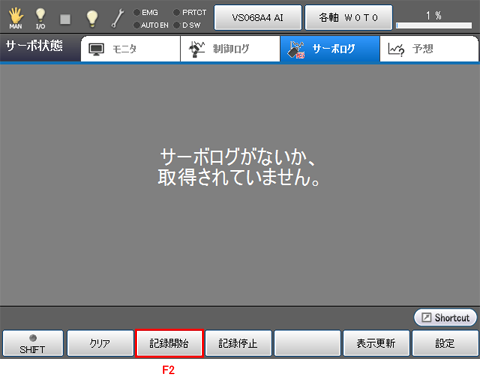 MAN
I/O
EMG
AUTO EN
PRTCT
D SW
VS068A4 AI
各軸 W 0 T 0
1 %
サーボ状態
モニタ
制御ログ
サーボログ
予想
サーボログがないか、
取得されていません。
Shortcut
SHIFT
クリア
記録開始
記録停止
表示更新
設定
F2